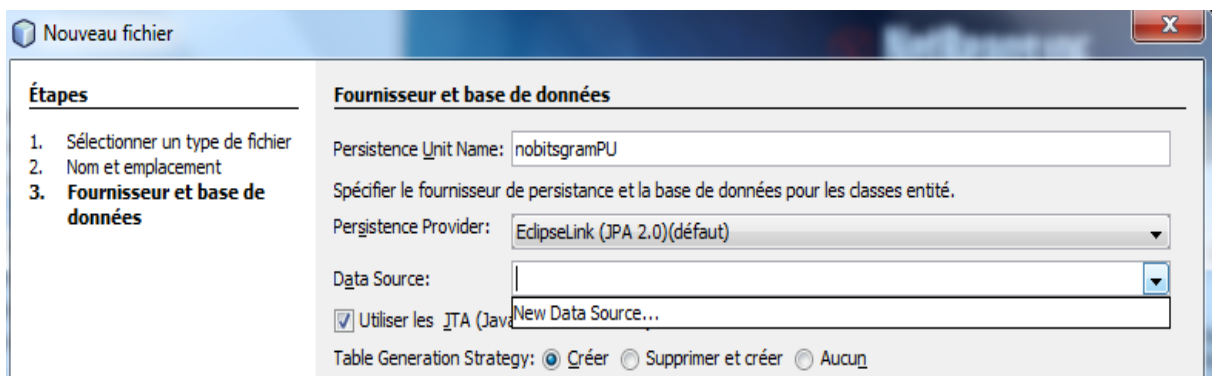 Nouveau fichier
x
Étapes
1. Sélectionner un type de fichier
2. Nom et emplacement
3. Fournisseur et base de
données
Fournisseur et base de données
Persistence Unit Name: nobitsgramPU
Spécifier le fournisseur de persistance et la base de données pour les classes entité.
Persistence Provider: EclipseLink (JPA 2.0)(défaut)
Data Source:
New Data Source...
Utiliser les JTA (Java
Table Generation Strategy: Créer Supprimer et créer Aucun